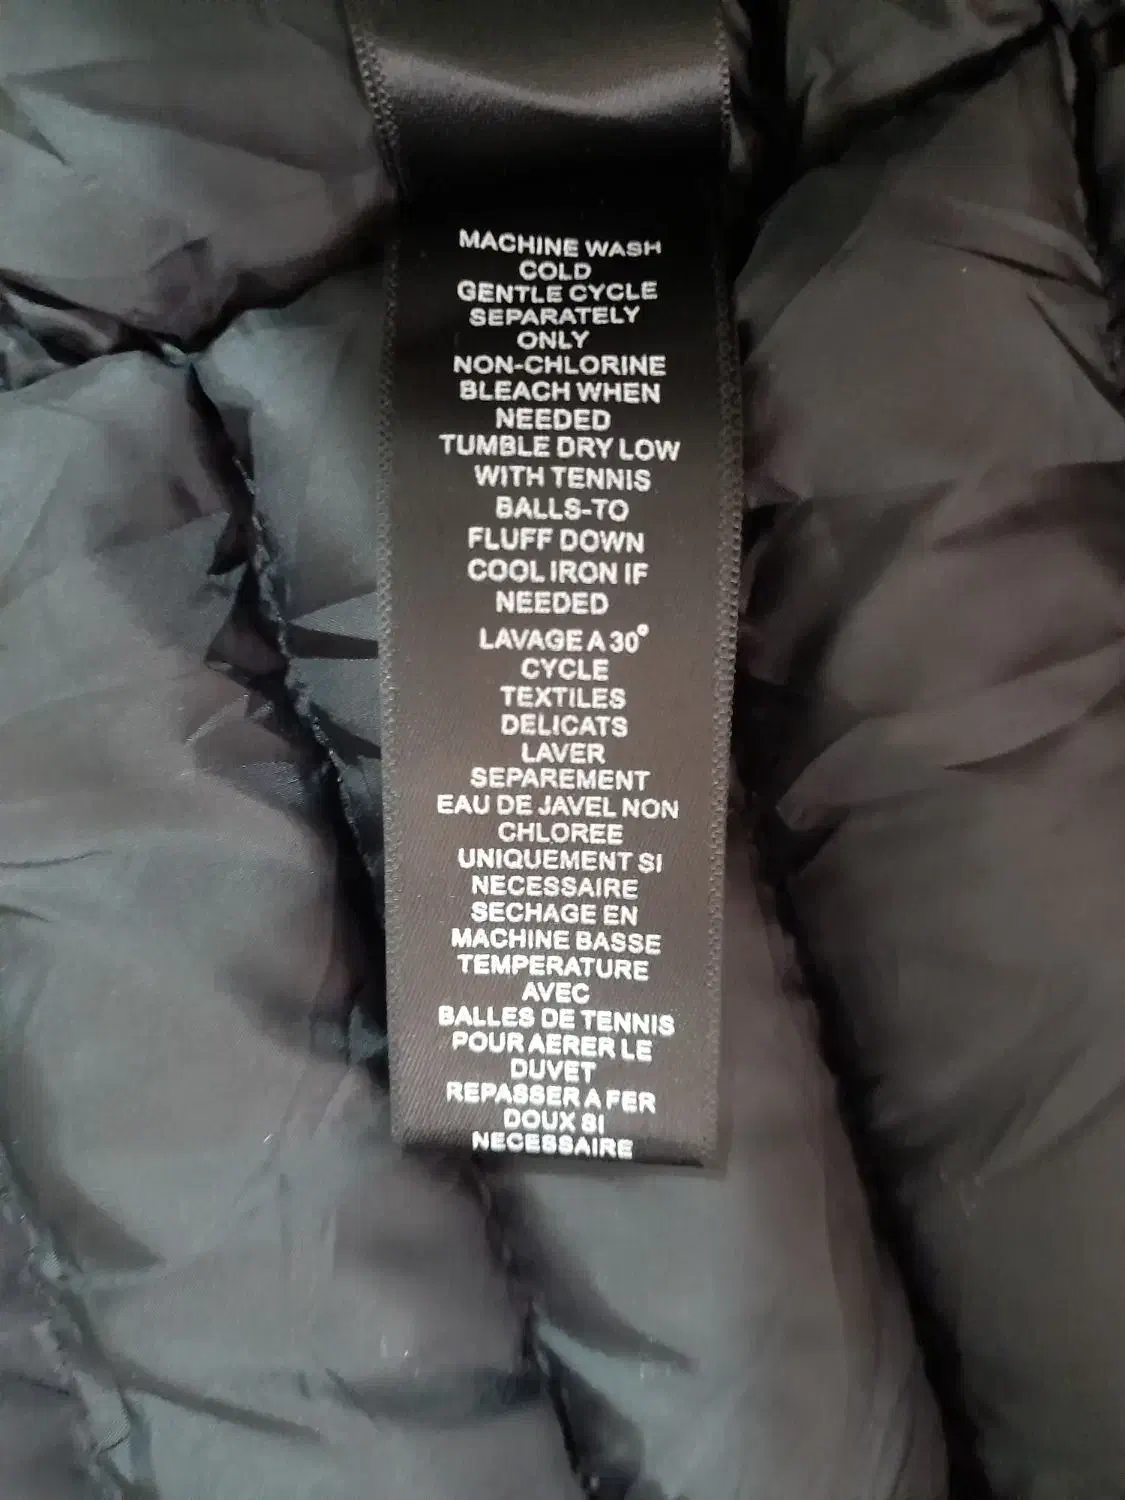 MACHINE WASH
COLD
GENTLE CYCLE
SEPARATELY
ONLY
NON-CHLORINE
BLEACH WHEN
NEEDED
TUMBLE DRY LOW
WITH TENNIS
BALLS-TO
FLUFF DOWN
COOL IRON IF
NEEDED
LAVAGE A 30°
CYCLE
TEXTILES
DELICATS
LAVER
SEPAREMENT
EAU DE JAVEL NON
CHLOREE
UNIQUEMENT SI
NECESSAIRE
SECHAGE EN
MACHINE BASSE
TEMPERATURE
AVEC
BALLES DE TENNIS
POUR AERER LE
DUVET
REPASSER A FER
DOUX SI
NECESSAIRE